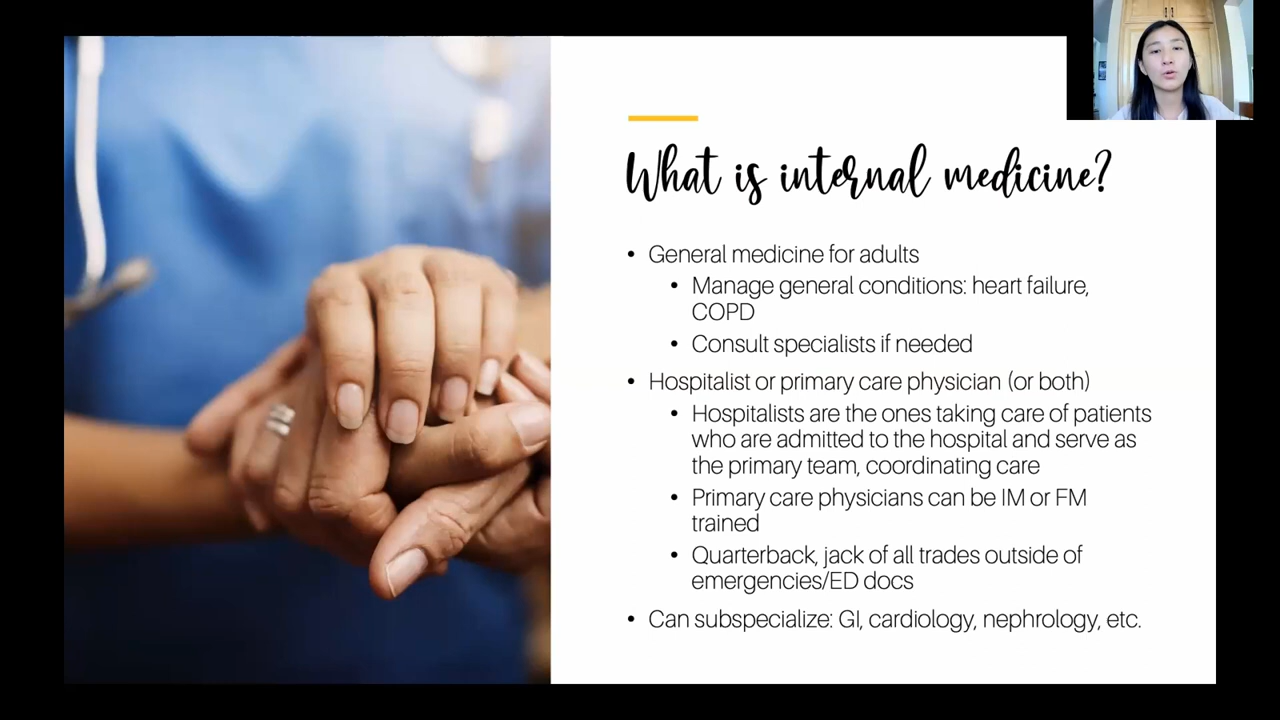 What is internal medicine?
• General medicine for adults
• Manage general conditions: heart failure,
COPD
• Consult specialists if needed
• Hospitalist or primary care physician (or both)
• Hospitalists are the ones taking care of patients
who are admitted to the hospital and serve as
the primary team, coordinating care
• Primary care physicians can be IM or FM
trained
• Quarterback, jack of all trades outside of
emergencies/ED docs
• Can subspecialize: GI, cardiology, nephrology, etc.